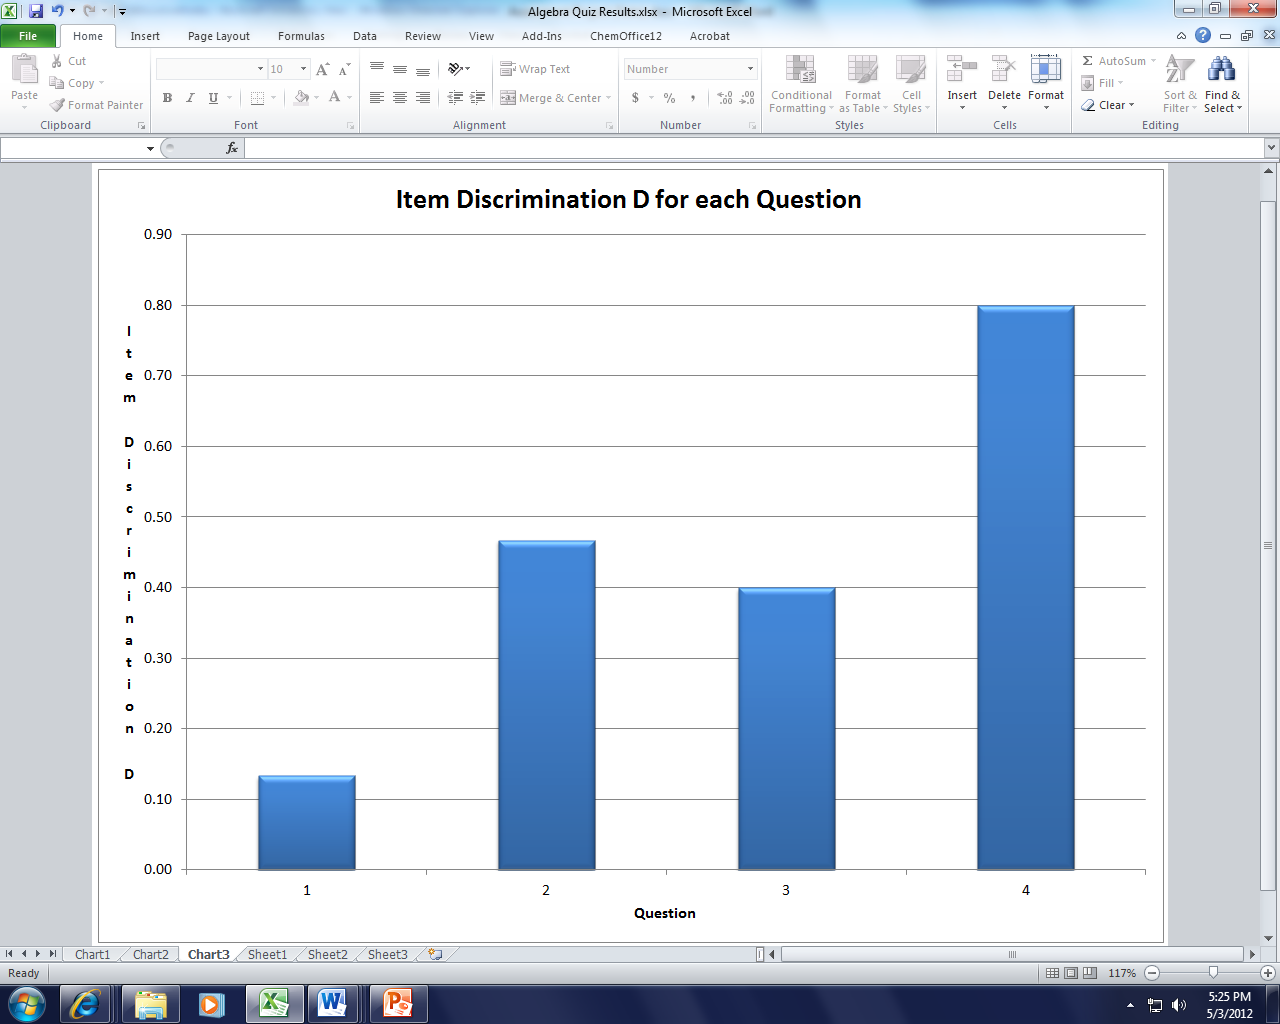 Algebra Quiz Results.xlsx - Microsoft Excel
File Home Insert Page Layout Formulas Data Review View Add-Ins ChemOffice12 Acrobat
Paste
Cut
Copy
Format Painter
Clipboard
10
A A
B I U A
Font
Wrap Text
Merge & Center
Alignment
Number
$ % , .00 .0
Number
Conditional Formatting
Format as Table
Cell Styles
Styles
Insert Delete Format
Cells
Σ AutoSum
Fill
Clear
Sort & Filter
Find & Select
Editing
fx
Item Discrimination D for each Question
0.90
0.80
0.70
0.60
0.50
0.40
0.30
0.20
0.10
0.00
Item Discrimination D
1 2 3 4
Question
Chart1 Chart2 Chart3 Sheet1 Sheet2 Sheet3
Ready
117%
5:25 PM
5/3/2012